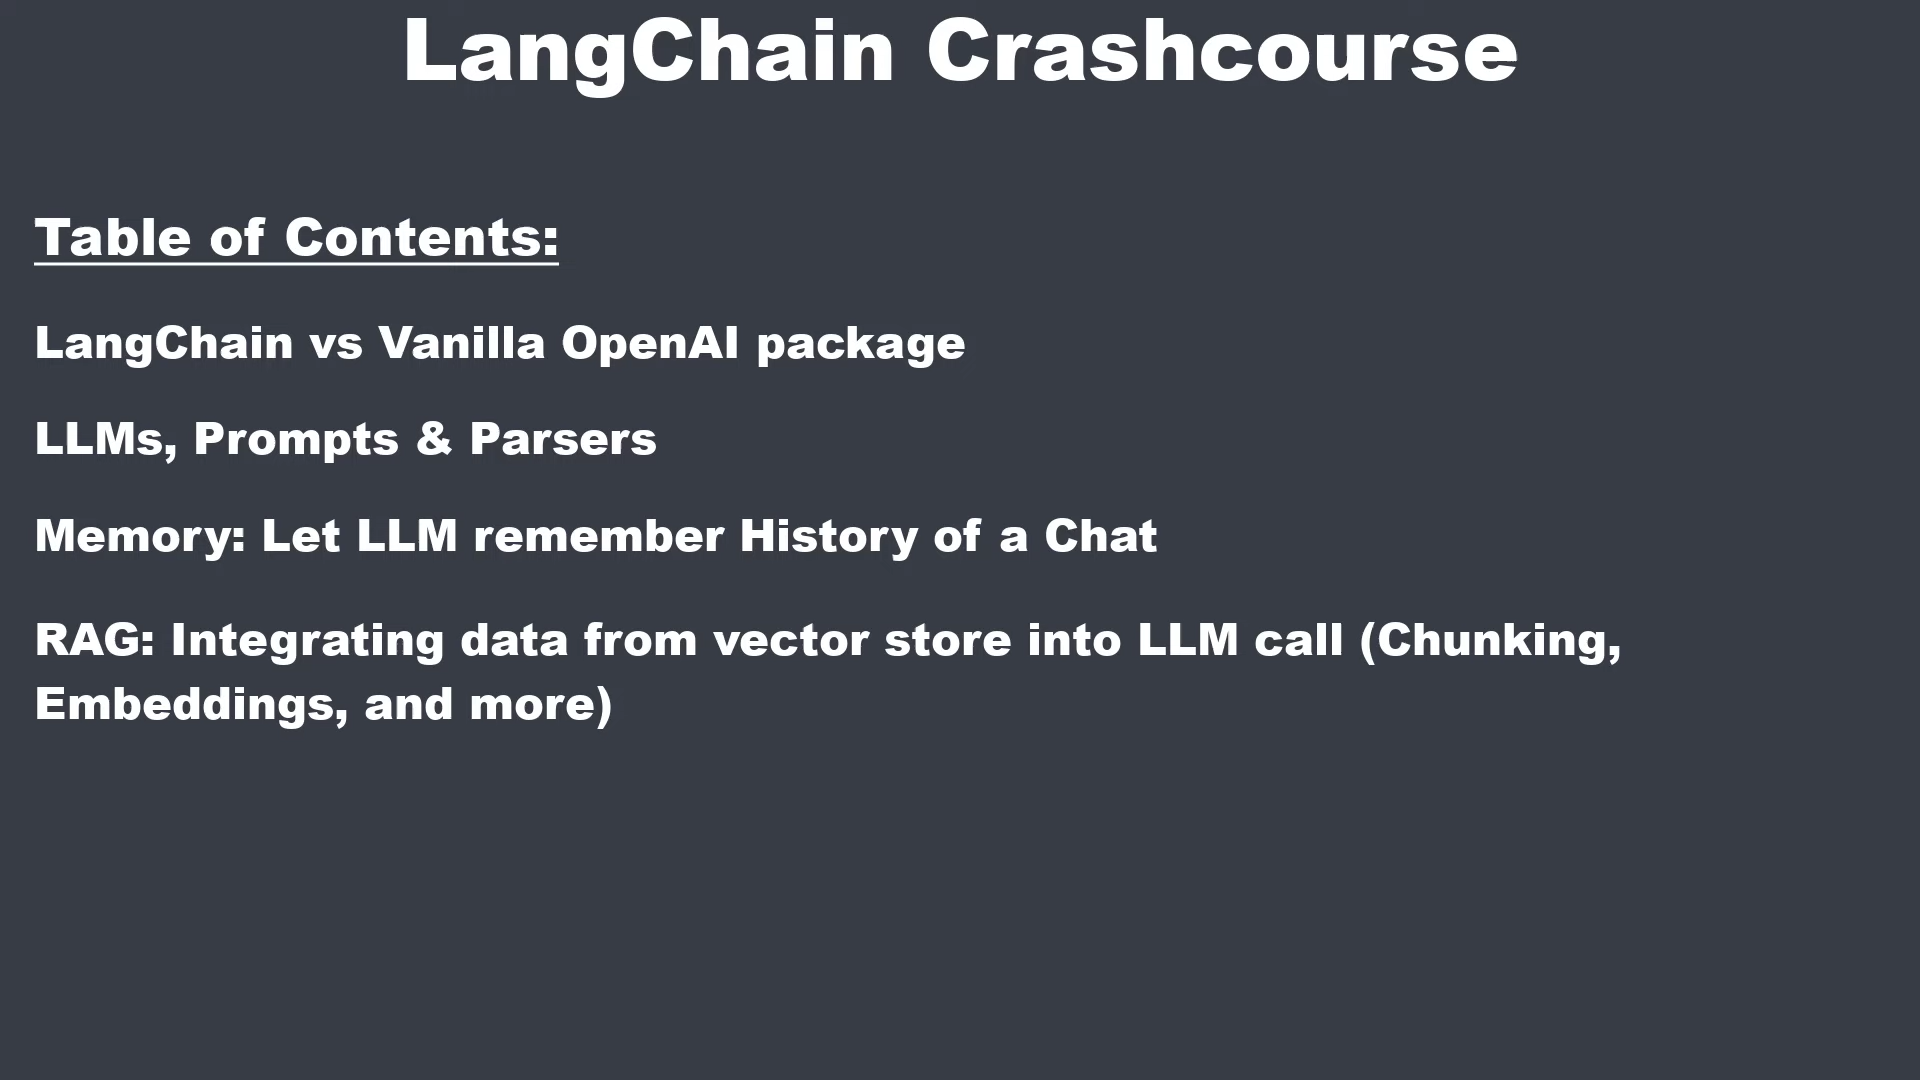 LangChain Crashcourse
Table of Contents:
LangChain vs Vanilla OpenAI package
LLMs, Prompts & Parsers
Memory: Let LLM remember History of a Chat
RAG: Integrating data from vector store into LLM call (Chunking,
Embeddings, and more)